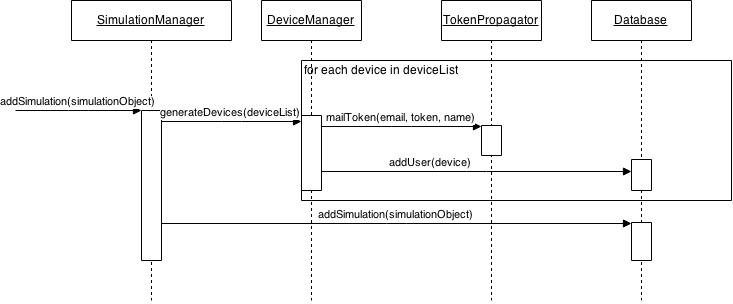 SimulationManager
DeviceManager
TokenPropagator
Database
for each device in deviceList
addSimulation(simulationObject)
generateDevices(deviceList)
mailToken(email, token, name)
addUser(device)
addSimulation(simulationObject)